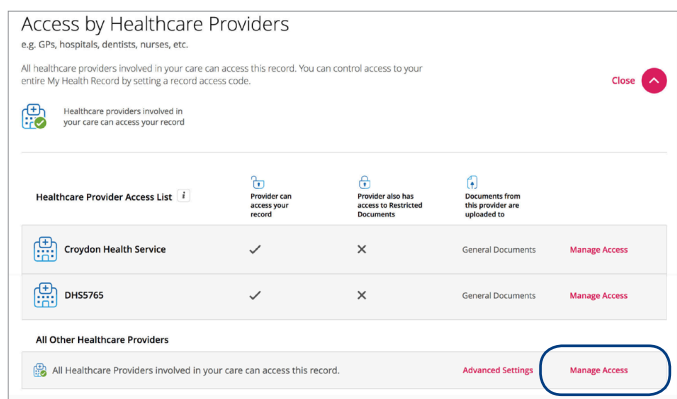 Access by Healthcare Providers
e.g. GPs, hospitals, dentists, nurses, etc.
All healthcare providers involved in your care can access this record. You can control access to your
entire My Health Record by setting a record access code.
Close
Healthcare providers involved in
your care can access your record
Healthcare Provider Access List i
Provider can
access your
record
Provider also has
access to Restricted
Documents
Documents from
this provider are
uploaded to
Croydon Health Service General Documents Manage Access
DHS5765 General Documents Manage Access
All Other Healthcare Providers
All Healthcare Providers involved in your care can access this record. Advanced Settings Manage Access